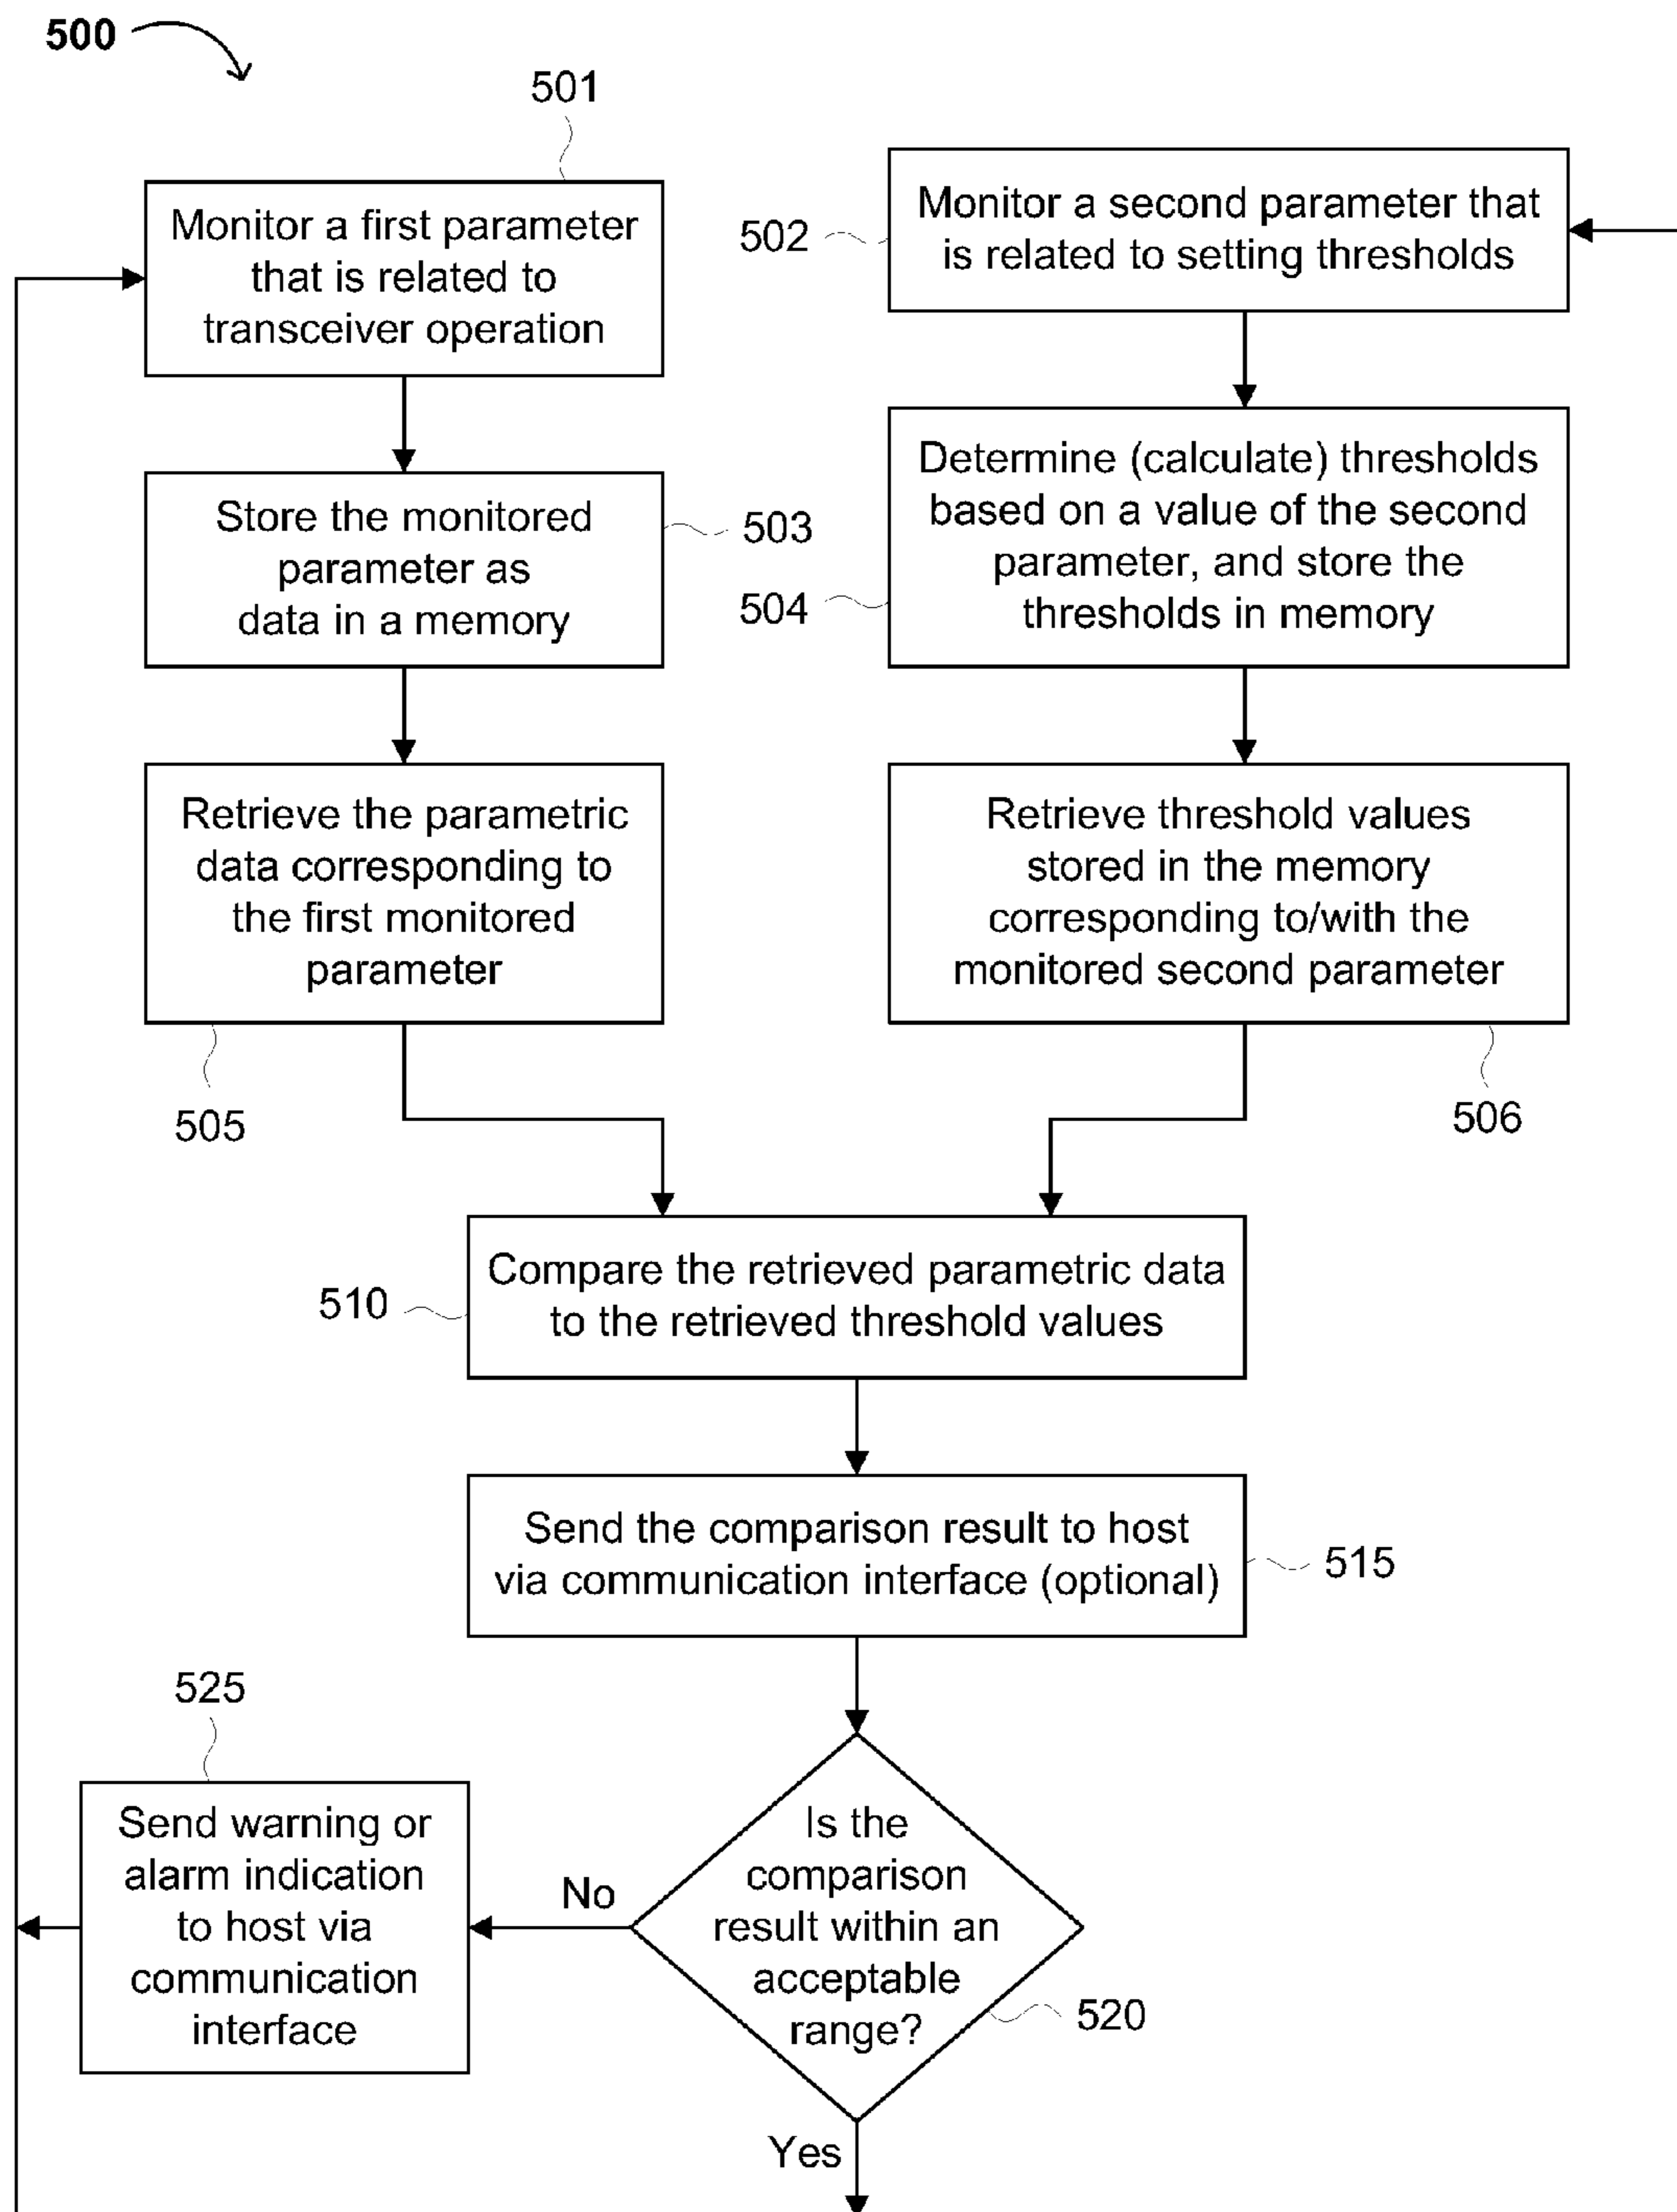 500
501
Monitor a first parameter
that is related to
transceiver operation
502
Monitor a second parameter that
is related to setting thresholds
Store the monitored
parameter as
data in a memory
503
504
Determine (calculate) thresholds
based on a value of the second
parameter, and store the
thresholds in memory
Retrieve the parametric
data corresponding to
the first monitored
parameter
505
Retrieve threshold values
stored in the memory
corresponding to/with the
monitored second parameter
506
510
Compare the retrieved parametric data
to the retrieved threshold values
Send the comparison result to host
via communication interface (optional)
515
525
Send warning or
alarm indication
to host via
communication
interface
No
Is the
comparison
result within an
acceptable
range?
520
Yes